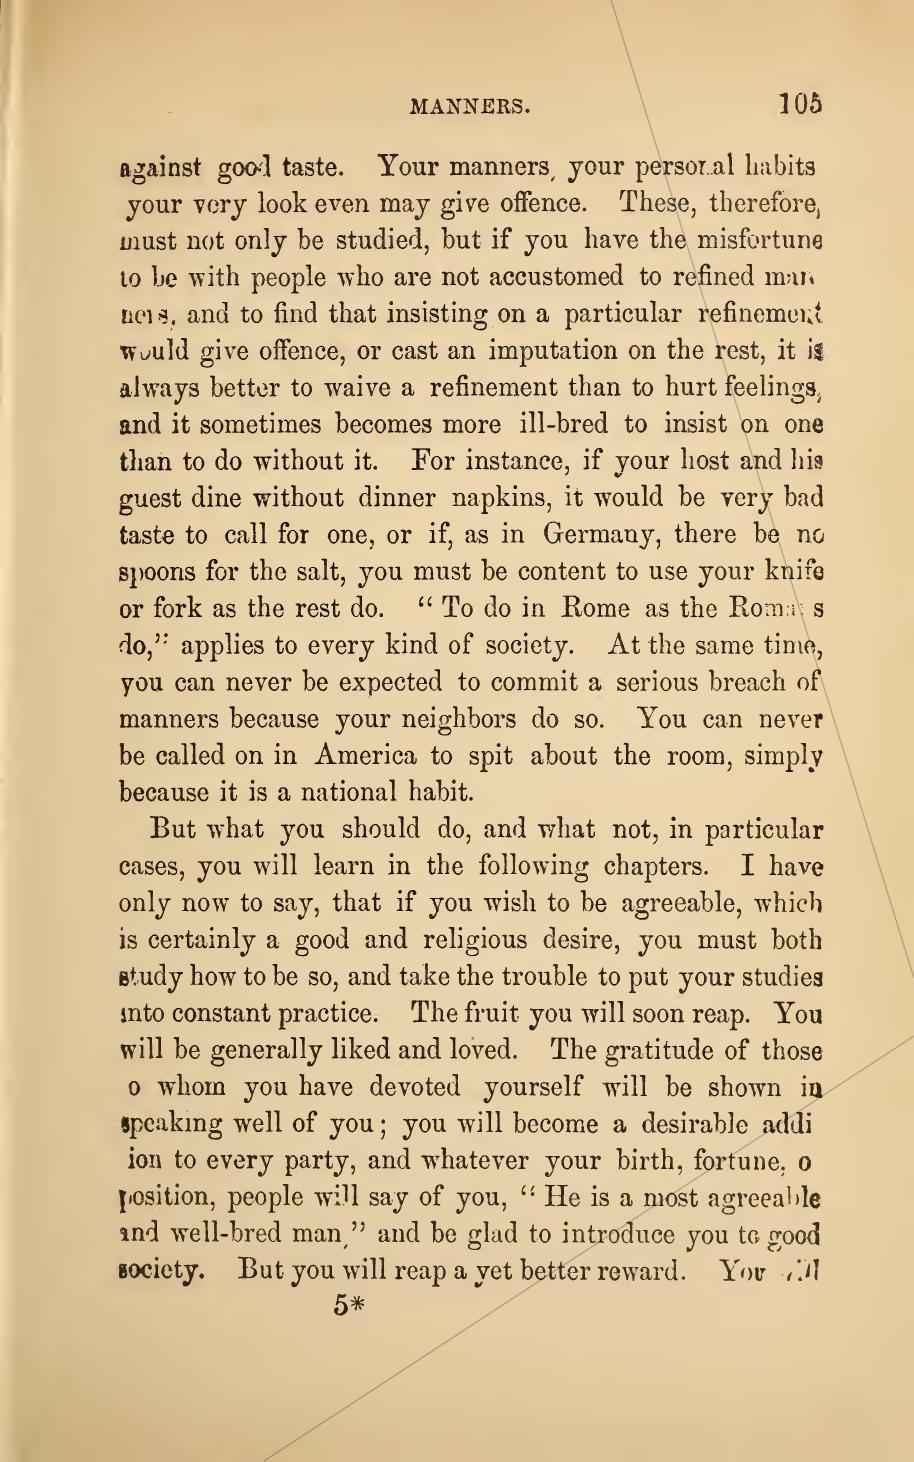 MANNERS. 105
against good taste. Your manners, your personal habits
your very look even may give offence. These, therefore,
must not only be studied, but if you have the misfortune
to be with people who are not accustomed to refined man
ners, and to find that insisting on a particular refinement
would give offence, or cast an imputation on the rest, it is
always better to waive a refinement than to hurt feelings,
and it sometimes becomes more ill-bred to insist on one
than to do without it. For instance, if your host and his
guest dine without dinner napkins, it would be very bad
taste to call for one, or if, as in Germany, there be no
spoons for the salt, you must be content to use your knife
or fork as the rest do. “ To do in Rome as the Romans
do,” applies to every kind of society. At the same time,
you can never be expected to commit a serious breach of
manners because your neighbors do so. You can never
be called on in America to spit about the room, simply
because it is a national habit.
But what you should do, and what not, in particular
cases, you will learn in the following chapters. I have
only now to say, that if you wish to be agreeable, which
is certainly a good and religious desire, you must both
study how to be so, and take the trouble to put your studies
into constant practice. The fruit you will soon reap. You
will be generally liked and loved. The gratitude of those
o whom you have devoted yourself will be shown in
speaking well of you; you will become a desirable addi
ion to every party, and whatever your birth, fortune, o
position, people will say of you, “ He is a most agreeable
and well-bred man,” and be glad to introduce you to good
society. But you will reap a yet better reward. You
5*